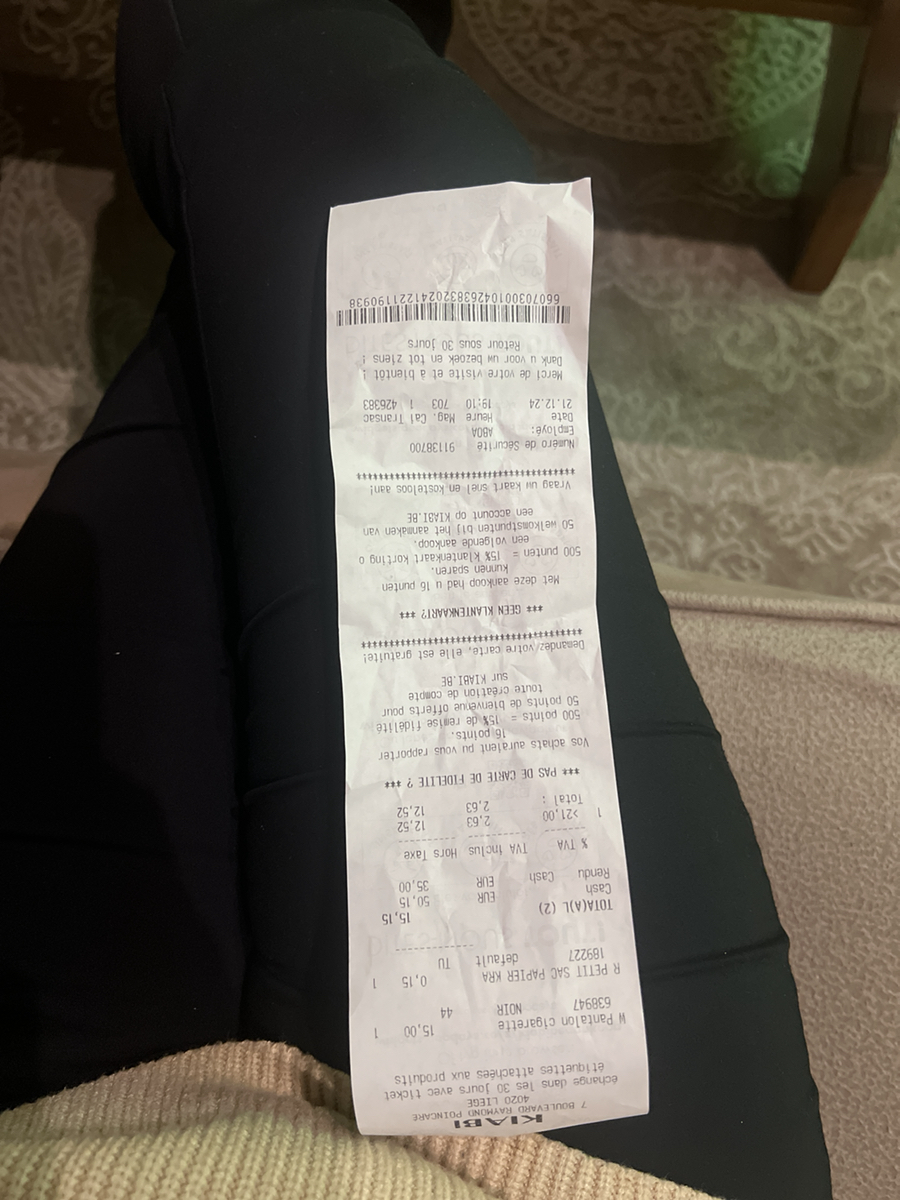 KIABI
7 BOULEVARD RAYMOND POINCARE
4020 LIEGE
échange dans les 30 jours avec ticket
étiquettes attachées aux produits
W Pantalon cigarette 15,00 1
638947 NOIR 44
R PETIT SAC PAPIER KRA 0,15 1
189227 default TU
TOTA(A)L (2) 15,15
Cash EUR 50,15
Rendu Cash EUR 35,00
% TVA TVA inclus Hors Taxe
1 >21,00 2,63 12,52
Total : 2,63 12,52
*** PAS DE CARTE DE FIDELITE ? ***
Vos achats auraient pu vous rapporter
16 points.
500 points = 15% de remise fidélité
50 points de bienvenue offerts pour
toute création de compte
sur KIABI.BE
Demandez votre carte, elle est gratuite!
****************************************
*** GEEN KLANTENKAART? ***
Met deze aankoop had u 16 punten
kunnen sparen.
500 punten = 15% klantenkaart korting o
een volgende aankoop.
50 welkomstpunten bij het aanmaken van
een account op KIABI.BE
Vraag uw kaart snel en kosteloos aan!
****************************************
Numéro de Sécurité 91138700
Employé: ABOA
Date Heure Mag. Cai Transac
21.12.24 19:10 703 1 426383
Merci de votre visite et à bientôt !
Dank u voor uw bezoek en tot ziens !
Retour sous 30 jours